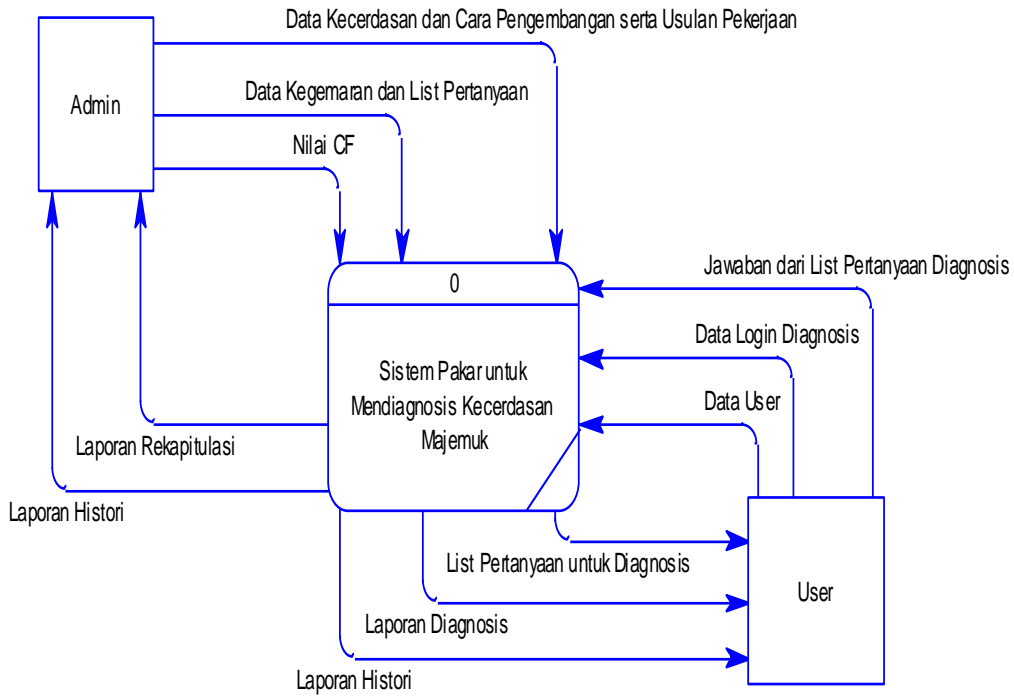 Data Kecerdasan dan Cara Pengembangan serta Usulan Pekerjaan
Admin
Data Kegemaran dan List Pertanyaan
Nilai CF
0
Jawaban dari List Pertanyaan Diagnosis
Data Login Diagnosis
Sistem Pakar untuk
Mendiagnosis Kecerdasan
Majemuk
Data User
Laporan Rekapitulasi
Laporan Histori
List Pertanyaan untuk Diagnosis
User
Laporan Diagnosis
Laporan Histori